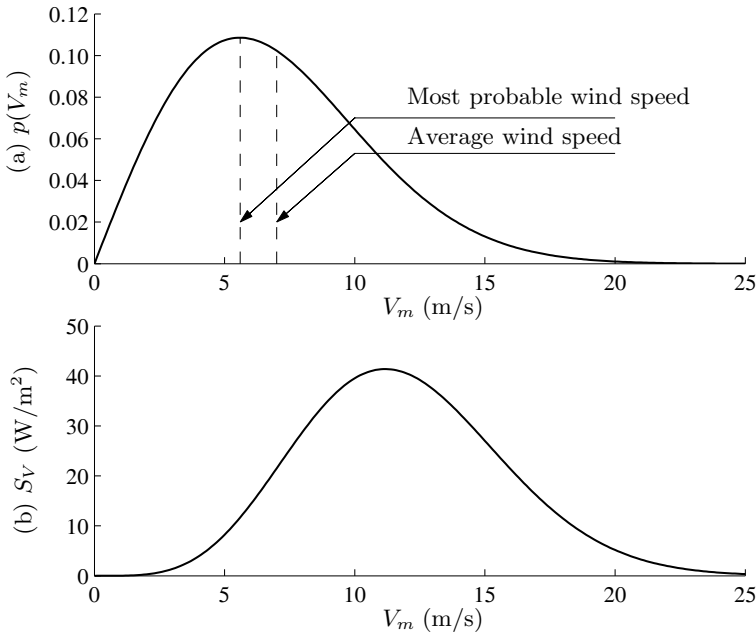 0.12
0.10
0.08
0.06
0.04
0.02
0
(a) p(V_m)
Most probable wind speed
Average wind speed
0 5 10 15 20 25
V_m (m/s)
50
40
30
20
10
0
(b) S_V (W/m²)
0 5 10 15 20 25
V_m (m/s)